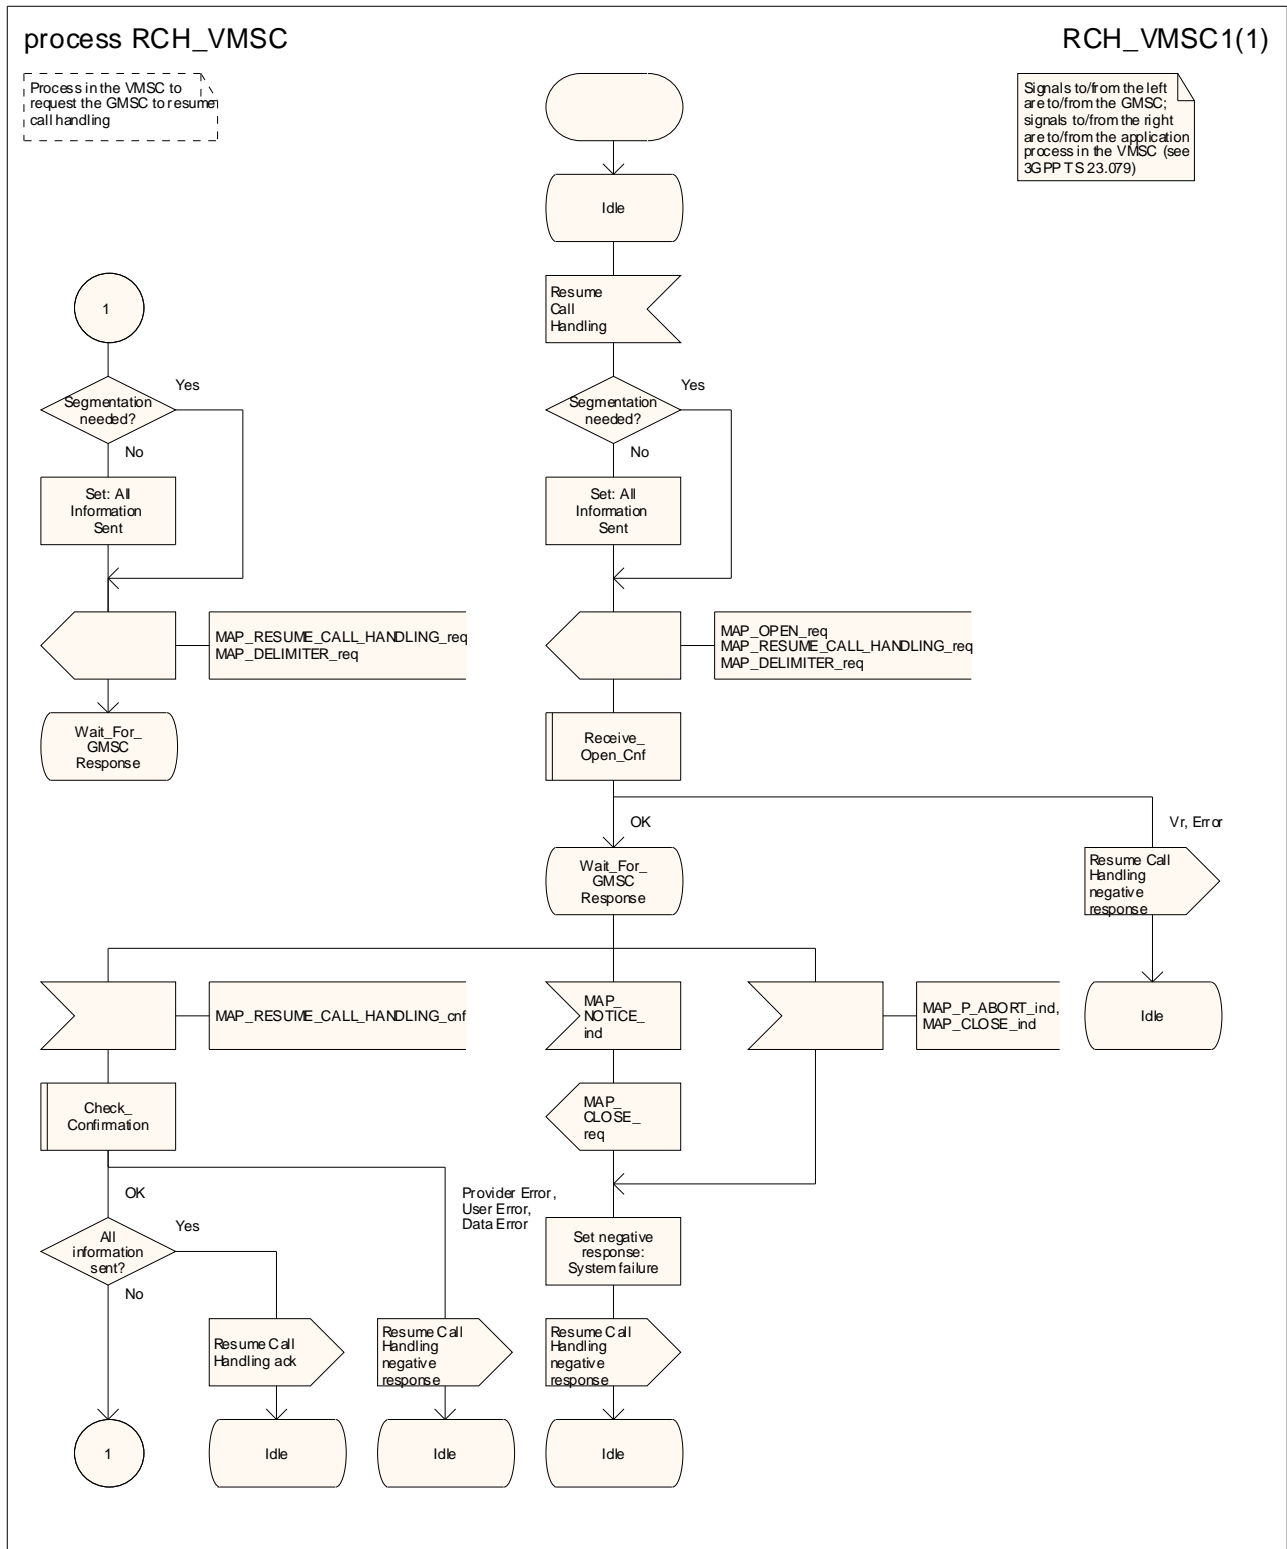 process RCH_VMSC
RCH_VMSC1(1)
Process in the VMSC to
request the GMSC to resume
call handling
Signals to/from the left
are to/from the GMSC;
signals to/from the right
are to/from the application
process in the VMSC (see
3GPP TS 23.079)
Idle
Resume
Call
Handling
1
Segmentation
needed?
Yes
No
Set: All
Information
Sent
Segmentation
needed?
Yes
No
Set: All
Information
Sent
MAP_RESUME_CALL_HANDLING_req
MAP_DELIMITER_req
MAP_OPEN_req
MAP_RESUME_CALL_HANDLING_req
MAP_DELIMITER_req
Wait_For_
GMSC
Response
Receive_
Open_Cnf
OK
Vr, Error
Wait_For_
GMSC
Response
Resume Call
Handling
negative
response
MAP_RESUME_CALL_HANDLING_cnf
MAP_
NOTICE_
ind
MAP_P_ABORT_ind,
MAP_CLOSE_ind
Idle
Check_
Confirmation
MAP_
CLOSE_
req
OK
Provider Error,
User Error,
Data Error
All
information
sent?
Yes
No
Set negative
response:
System failure
Resume Call
Handling ack
Resume Call
Handling
negative
response
Resume Call
Handling
negative
response
1
Idle
Idle
Idle